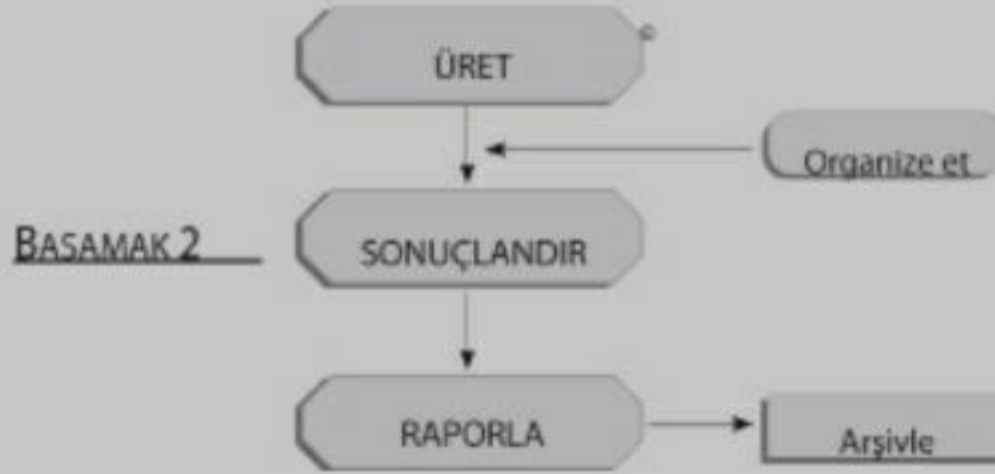 ÜRET
Organize et
BASAMAK 2
SONUÇLANDIR
RAPORLA
Arşivle